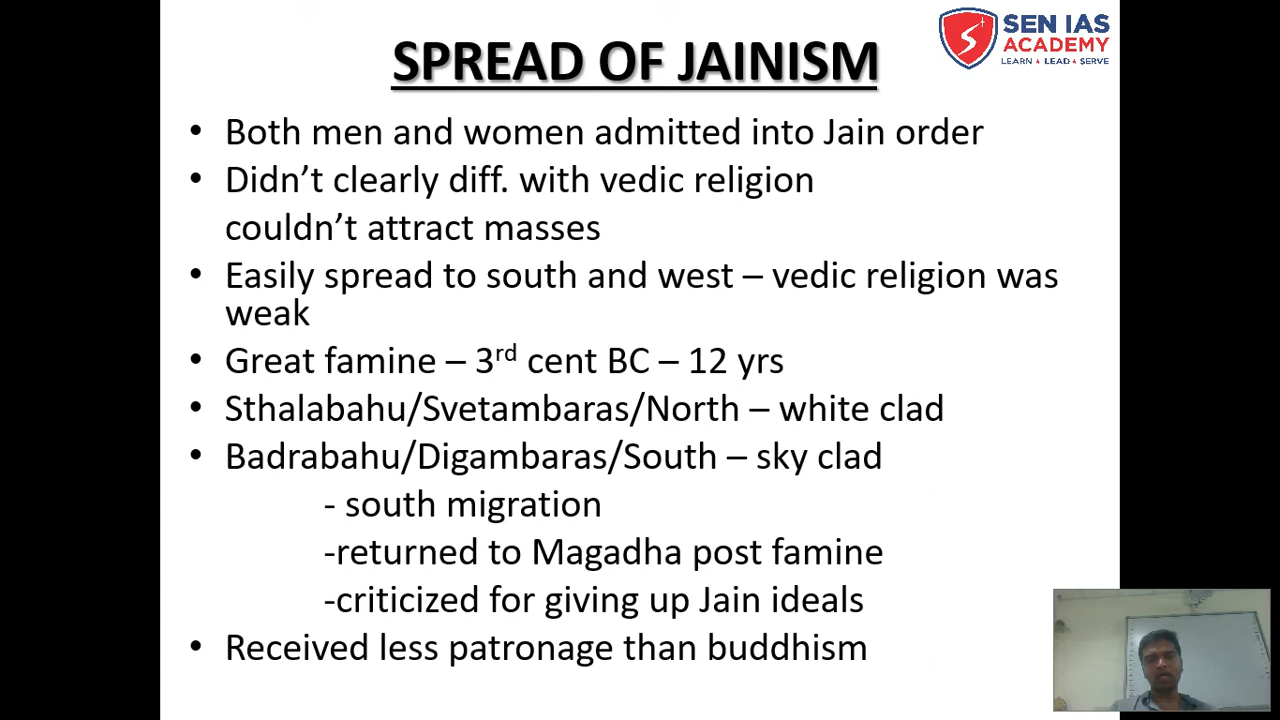 SPREAD OF JAINISM
SEN IAS
ACADEMY
LEARN ★ LEAD ★ SERVE
• Both men and women admitted into Jain order
• Didn’t clearly diff. with vedic religion
couldn’t attract masses
• Easily spread to south and west – vedic religion was
weak
• Great famine – 3rd cent BC – 12 yrs
• Sthalabahu/Svetambaras/North – white clad
• Badrabahu/Digambaras/South – sky clad
- south migration
-returned to Magadha post famine
-criticized for giving up Jain ideals
• Received less patronage than buddhism